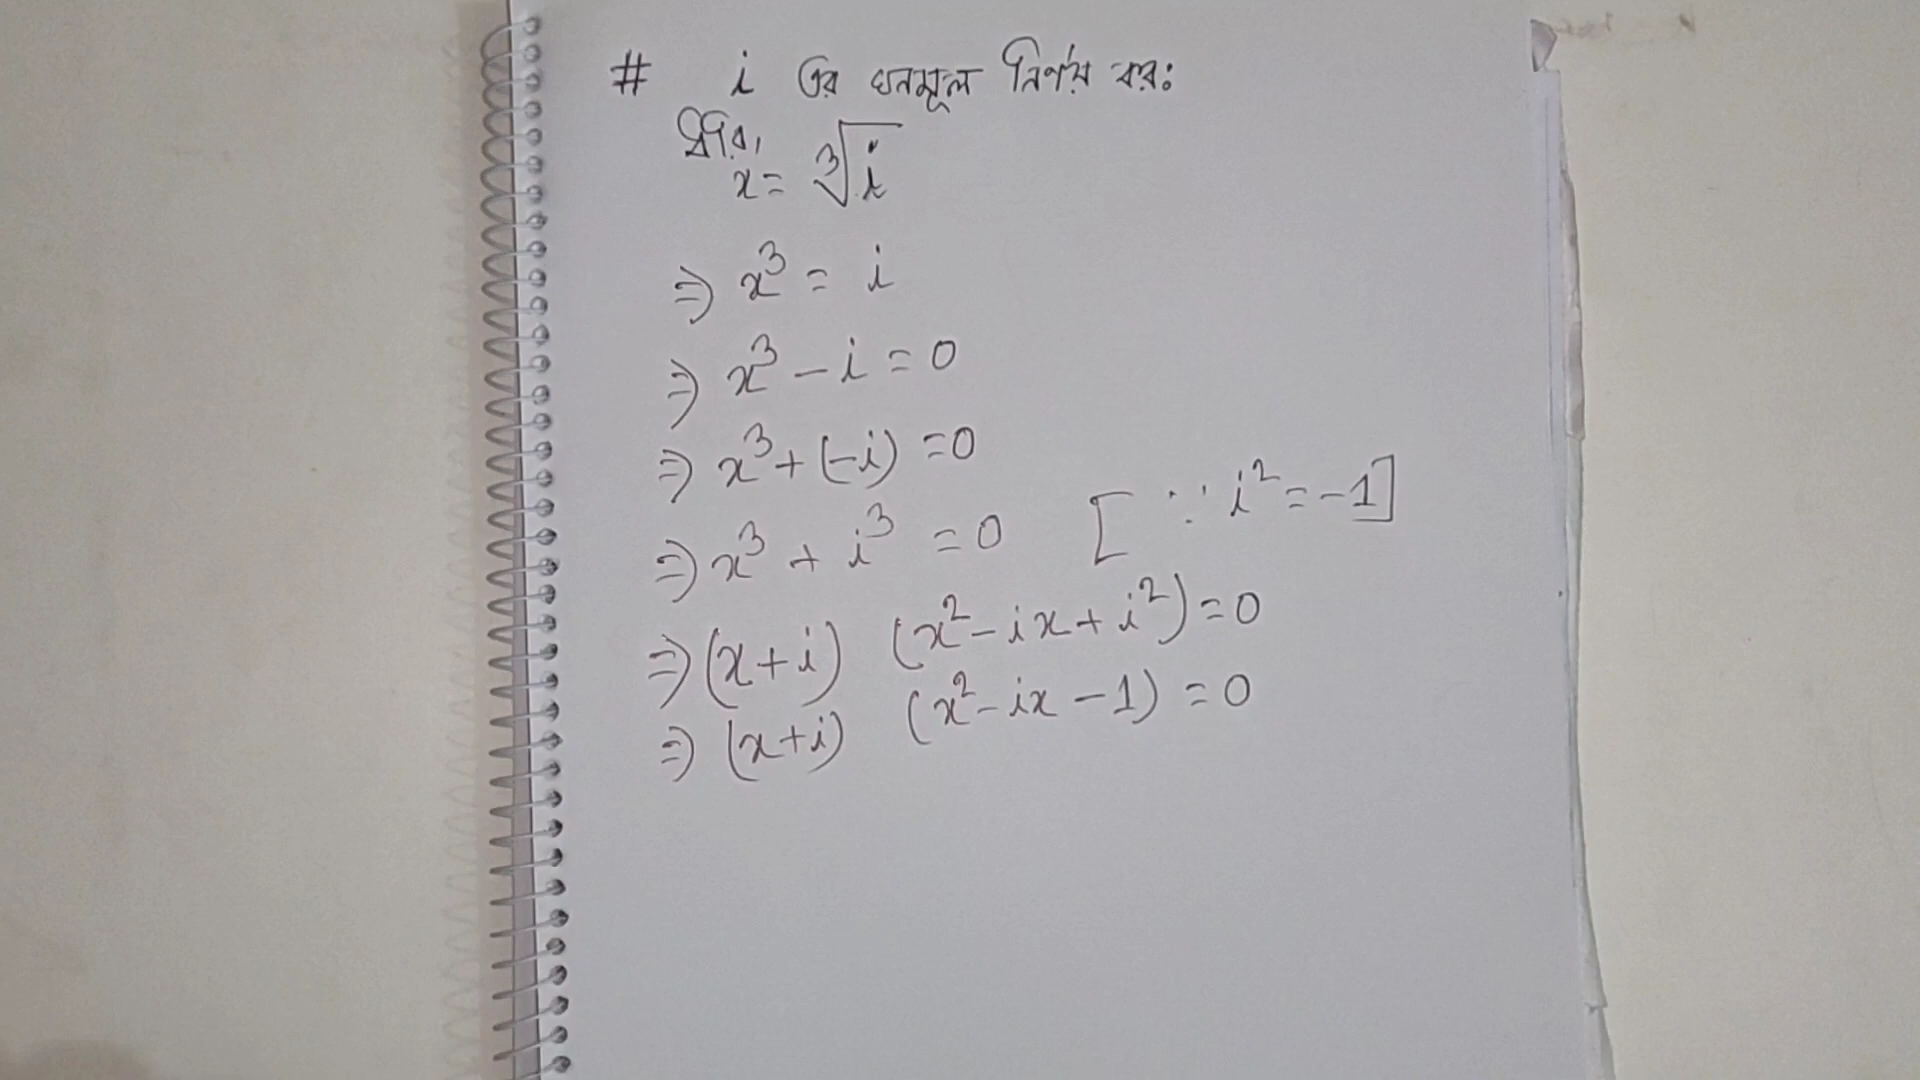 # i এর ঘনমূল নির্ণয় কর:
ধরি,
x = ∛i
⇒ x³ = i
⇒ x³ - i = 0
⇒ x³ + (-i) = 0
⇒ x³ + i³ = 0 [∵ i² = -1]
⇒ (x+i) (x² - ix + i²) = 0
⇒ (x+i) (x² - ix - 1) = 0